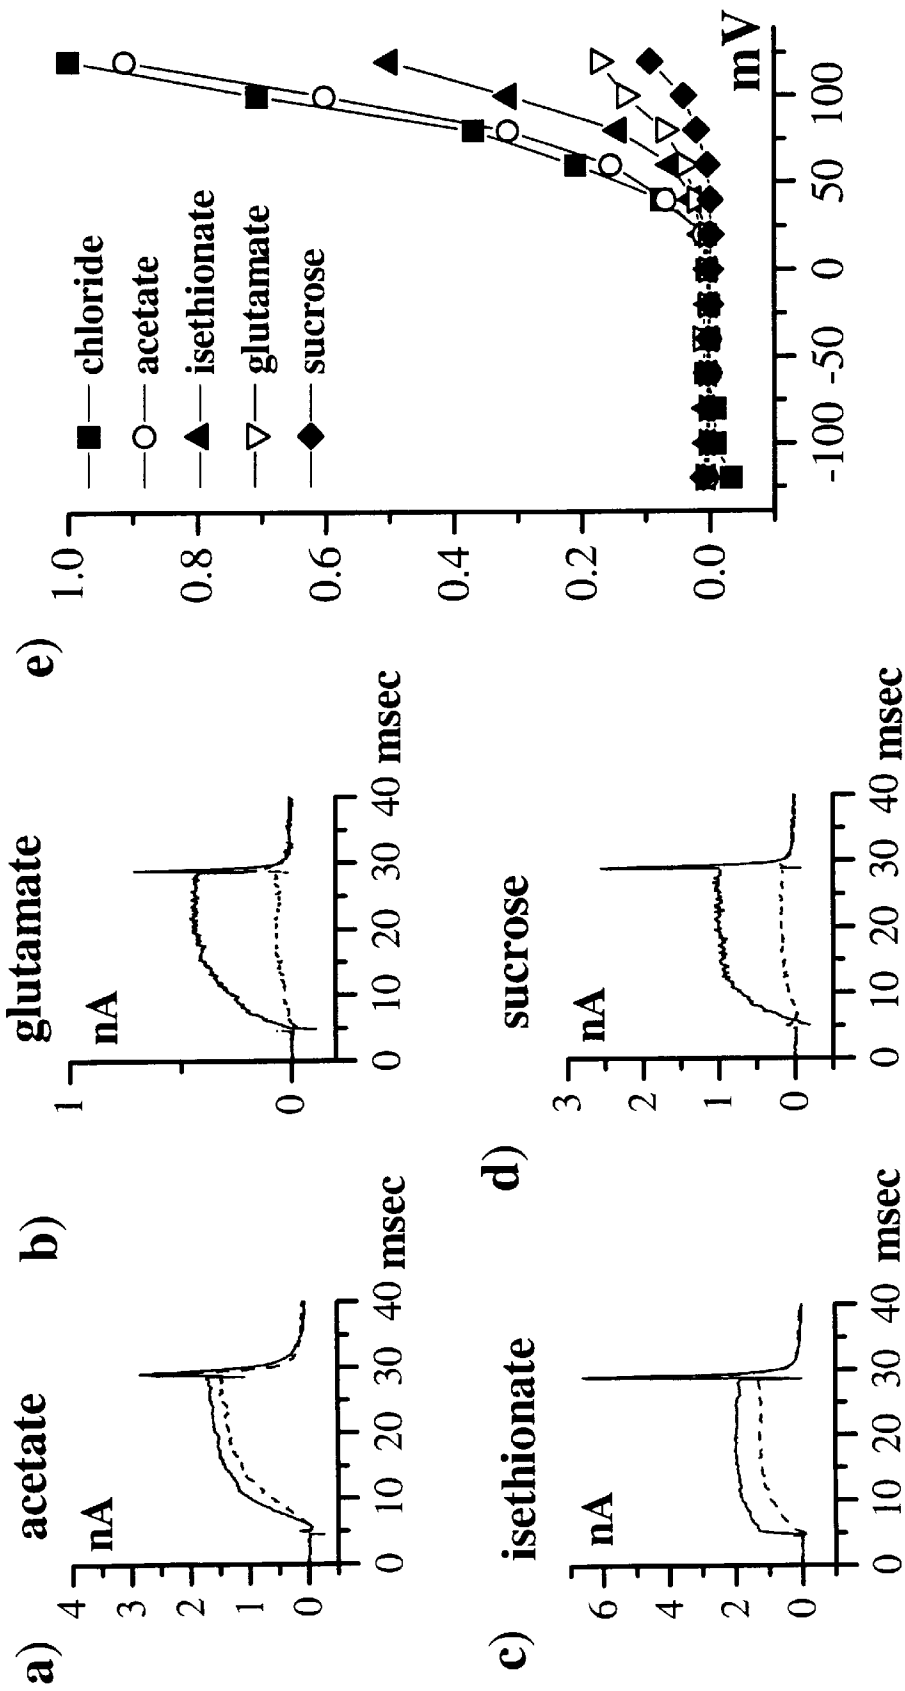 a)
acetate
nA
4
3
2
1
0
0 10 20 30 40 msec
b)
glutamate
nA
1
0
0 10 20 30 40 msec
c)
isethionate
nA
6
4
2
0
0 10 20 30 40 msec
d)
sucrose
nA
3
2
1
0
0 10 20 30 40 msec
e)
1.0
0.8
0.6
0.4
0.2
0.0
chloride
acetate
isethionate
glutamate
sucrose
-100 -50 0 50 100
mV